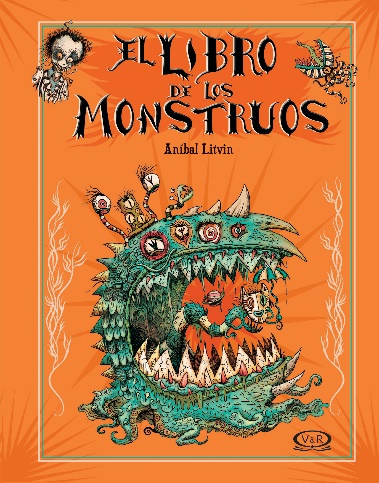 EL LIBRO
DE LOS
MONSTRUOS
Aníbal Litvin
V&R